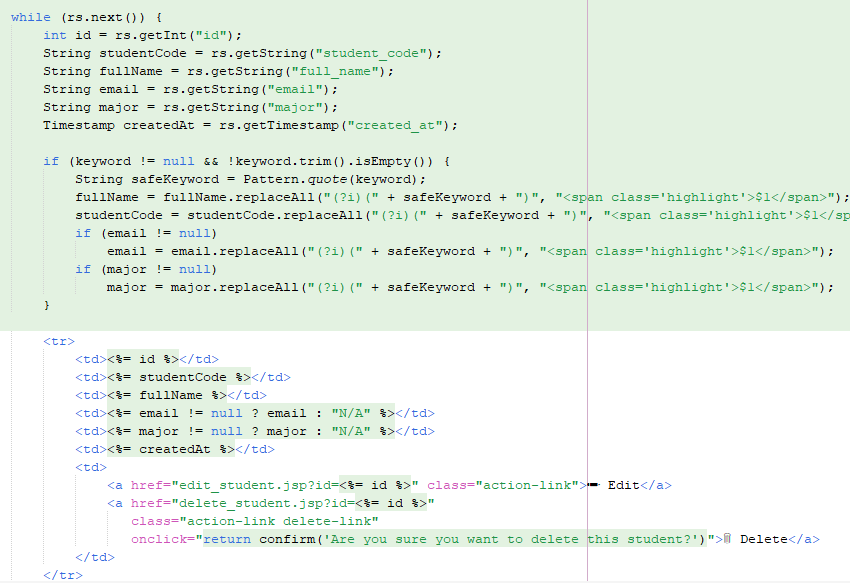 while (rs.next()) {
int id = rs.getInt("id");
String studentCode = rs.getString("student_code");
String fullName = rs.getString("full_name");
String email = rs.getString("email");
String major = rs.getString("major");
Timestamp createdAt = rs.getTimestamp("created_at");
if (keyword != null && !keyword.trim().isEmpty()) {
String safeKeyword = Pattern.quote(keyword);
fullName = fullName.replaceAll("(?i)(" + safeKeyword + ")", "<span class='highlight'>$1</span>");
studentCode = studentCode.replaceAll("(?i)(" + safeKeyword + ")", "<span class='highlight'>$1</sp
if (email != null)
email = email.replaceAll("(?i)(" + safeKeyword + ")", "<span class='highlight'>$1</span>");
if (major != null)
major = major.replaceAll("(?i)(" + safeKeyword + ")", "<span class='highlight'>$1</span>");
}
<tr>
<td><%= id %></td>
<td><%= studentCode %></td>
<td><%= fullName %></td>
<td><%= email != null ? email : "N/A" %></td>
<td><%= major != null ? major : "N/A" %></td>
<td><%= createdAt %></td>
<td>
<a href="edit_student.jsp?id=<%= id %>" class="action-link">✏ Edit</a>
<a href="delete_student.jsp?id=<%= id %>"
class="action-link delete-link"
onclick="return confirm('Are you sure you want to delete this student?')">🗑 Delete</a>
</td>
</tr>